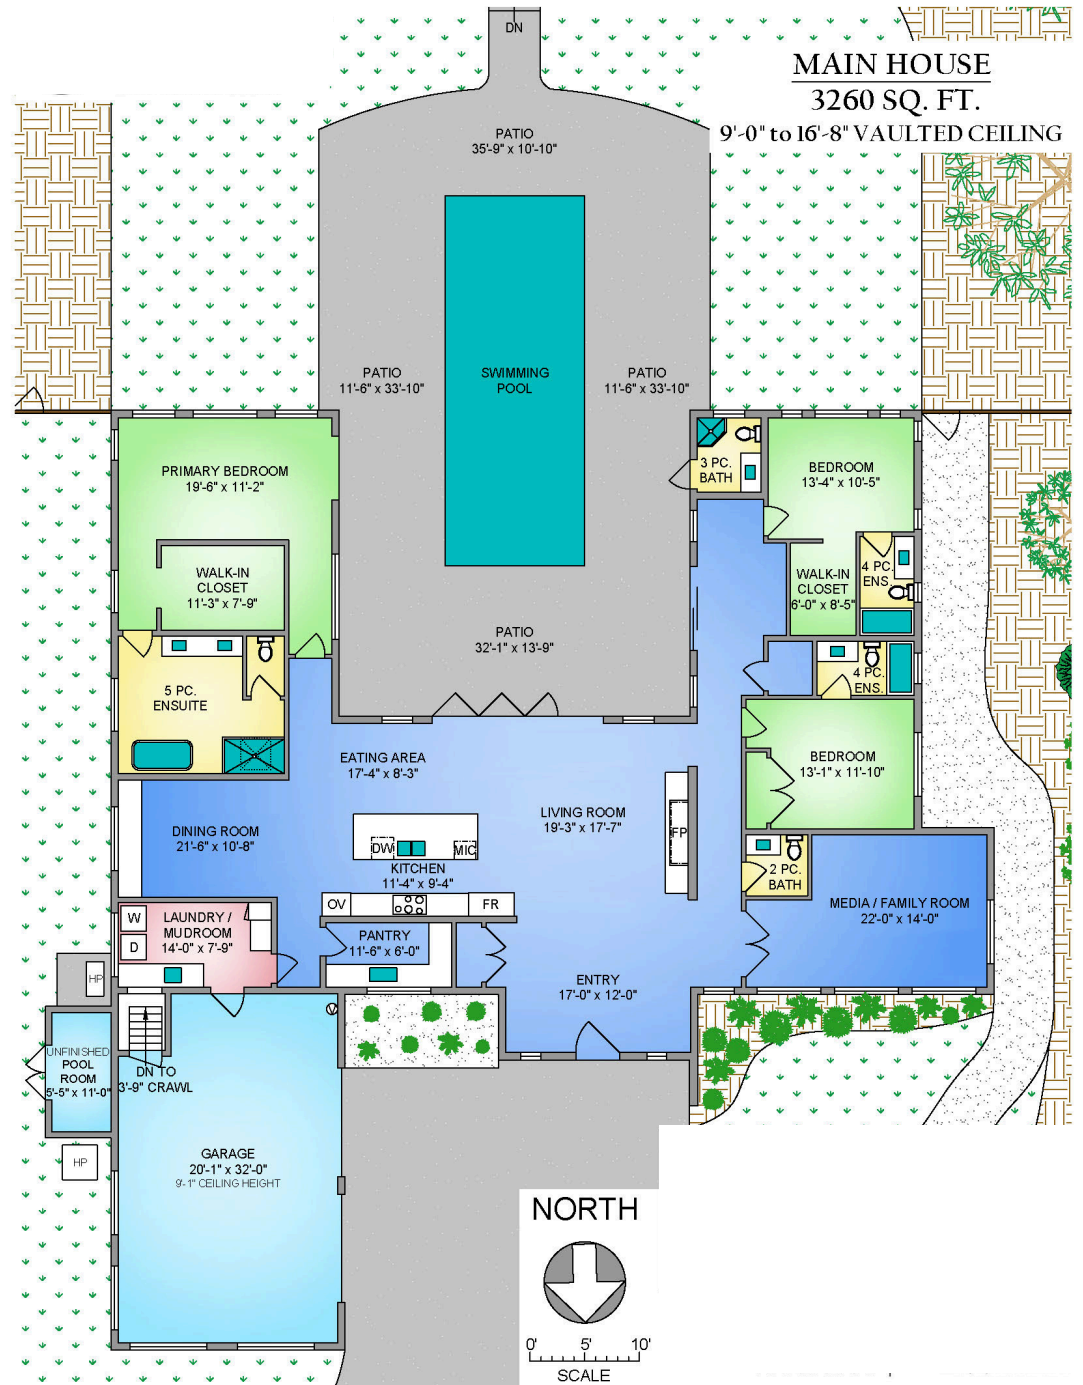 DN
MAIN HOUSE
3260 SQ. FT.
9'-0" to 16'-8" VAULTED CEILING
PATIO
35'-9" x 10'-10"
PATIO
11'-6" x 33'-10"
SWIMMING
POOL
PATIO
11'-6" x 33'-10"
PRIMARY BEDROOM
19'-6" x 11'-2"
3 PC.
BATH
BEDROOM
13'-4" x 10'-5"
WALK-IN
CLOSET
11'-3" x 7'-9"
WALK-IN
CLOSET
6'-0" x 8'-5"
4 PC.
ENS.
PATIO
32'-1" x 13'-9"
5 PC.
ENSUITE
4 PC.
ENS.
EATING AREA
17'-4" x 8'-3"
BEDROOM
13'-1" x 11'-10"
LIVING ROOM
19'-3" x 17'-7"
FP
DINING ROOM
21'-6" x 10'-8"
DW
MIC
KITCHEN
11'-4" x 9'-4"
2 PC.
BATH
OV
FR
MEDIA / FAMILY ROOM
22'-0" x 14'-0"
W
D
LAUNDRY /
MUDROOM
14'-0" x 7'-9"
PANTRY
11'-6" x 6'-0"
ENTRY
17'-0" x 12'-0"
HP
UNFINISHED
POOL
ROOM
5'-5" x 11'-0"
DN TO
3'-9" CRAWL
V
HP
GARAGE
20'-1" x 32'-0"
9'-1" CEILING HEIGHT
NORTH
0' 5' 10'
SCALE